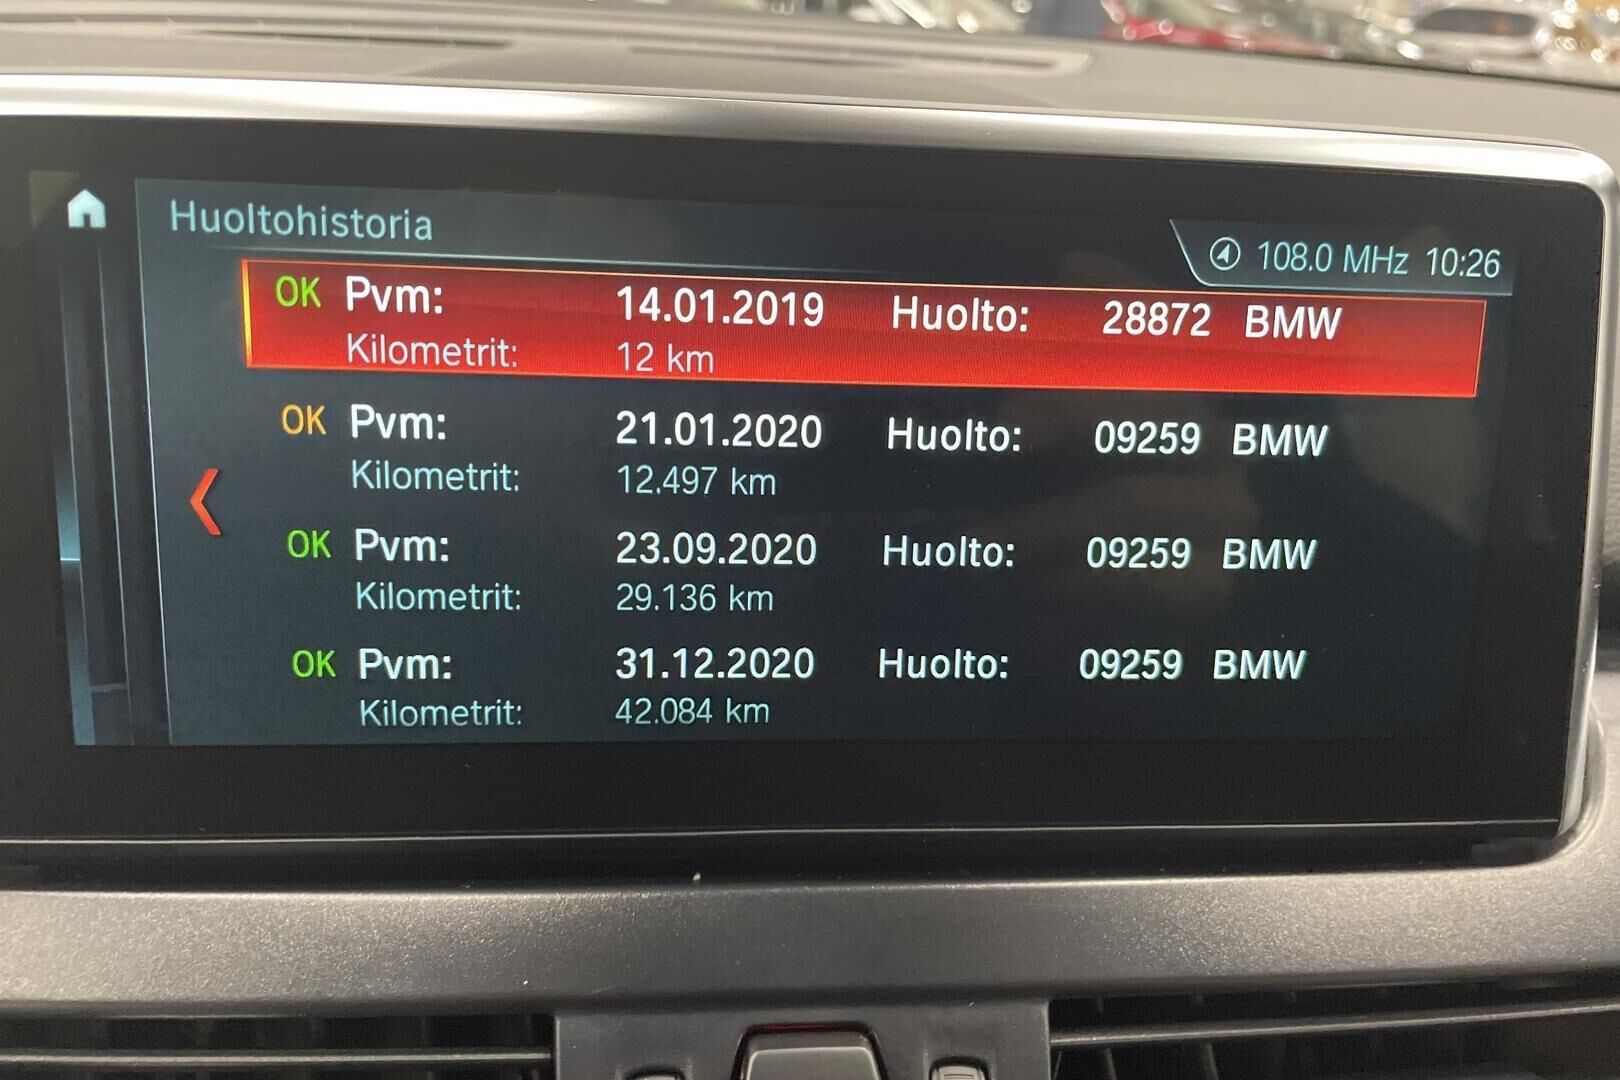 Huoltohistoria
108.0 MHz 10:26
OK Pvm: 14.01.2019 Huolto: 28872 BMW
Kilometrit: 12 km
OK Pvm: 21.01.2020 Huolto: 09259 BMW
Kilometrit: 12.497 km
OK Pvm: 23.09.2020 Huolto: 09259 BMW
Kilometrit: 29.136 km
OK Pvm: 31.12.2020 Huolto: 09259 BMW
Kilometrit: 42.084 km